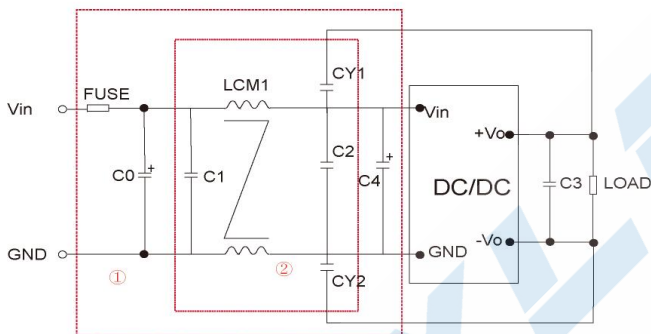 FUSE
LCM1
CY1
Vin
Vin
+Vo
C0
+
C1
C2
+
C4
DC/DC
C3
LOAD
GND
GND
-Vo
①
②
CY2